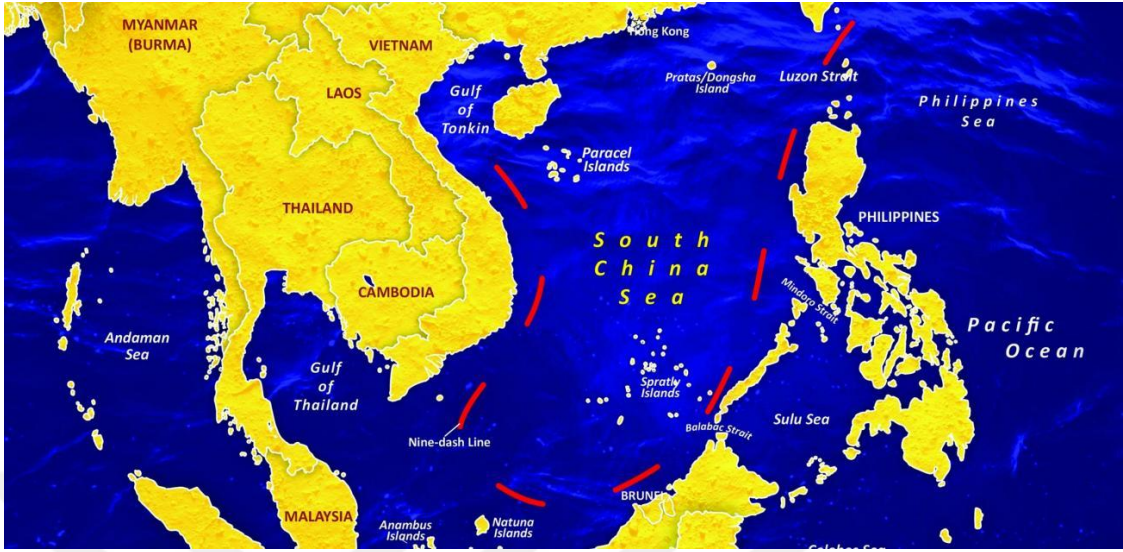 MYANMAR
(BURMA)
VIETNAM
Hong Kong
LAOS
Gulf
of
Tonkin
Pratas/Dongsha
Island
Luzon Strait
Philippines
Sea
Paracel
Islands
THAILAND
PHILIPPINES
South
China
Sea
CAMBODIA
Mindoro Strait
Andaman
Sea
Pacific
Ocean
Gulf
of
Thailand
Spratly
Islands
Nine-dash Line
Balabac Strait
Sulu Sea
BRUNEI
MALAYSIA
Anambus
Islands
Natuna
Islands
Celebes Sea